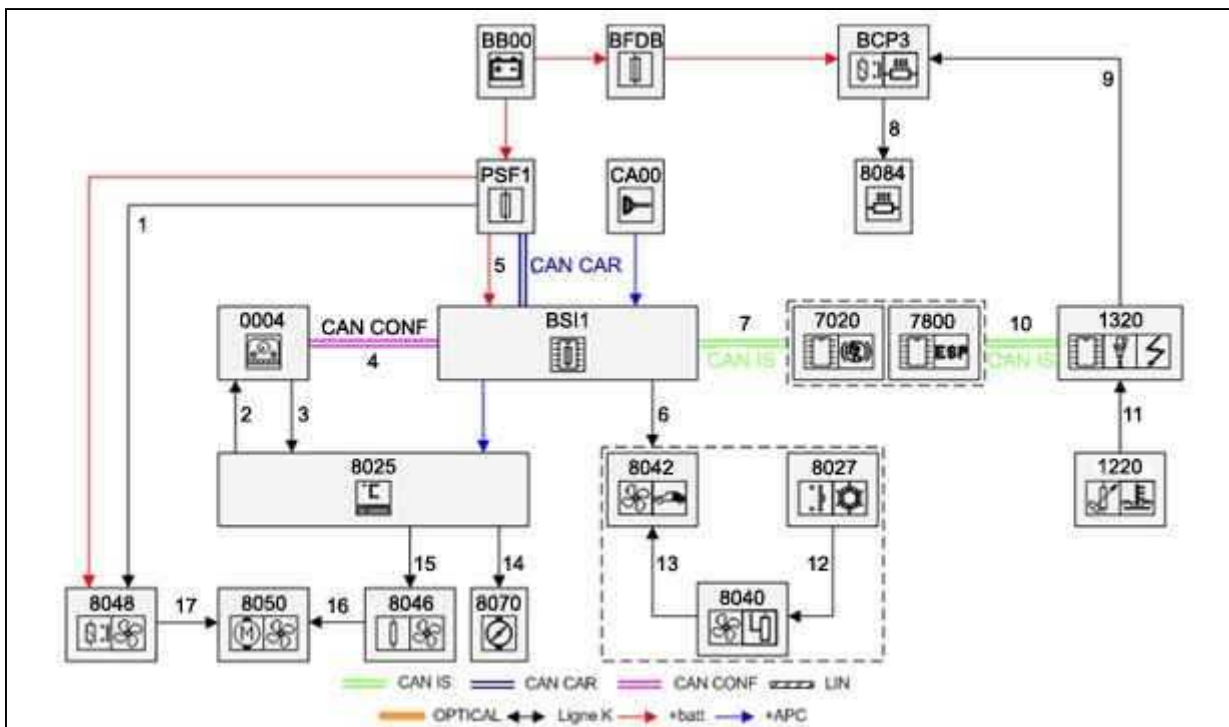 BB00 BFDB BCP3
9
8
PSF1 CA00 8084
1
5 CAN CAR
0004 CAN CONF BSI1 7 7020 7800 10 1320
4 CAN IS ESP CAN IS
2 3 6 11
8025 8042 8027 1220
°C
15 14 13 12
8048 17 8050 16 8046 8070 8040
M
CAN IS CAN CAR CAN CONF LIN
OPTICAL Ligne K +batt +APC